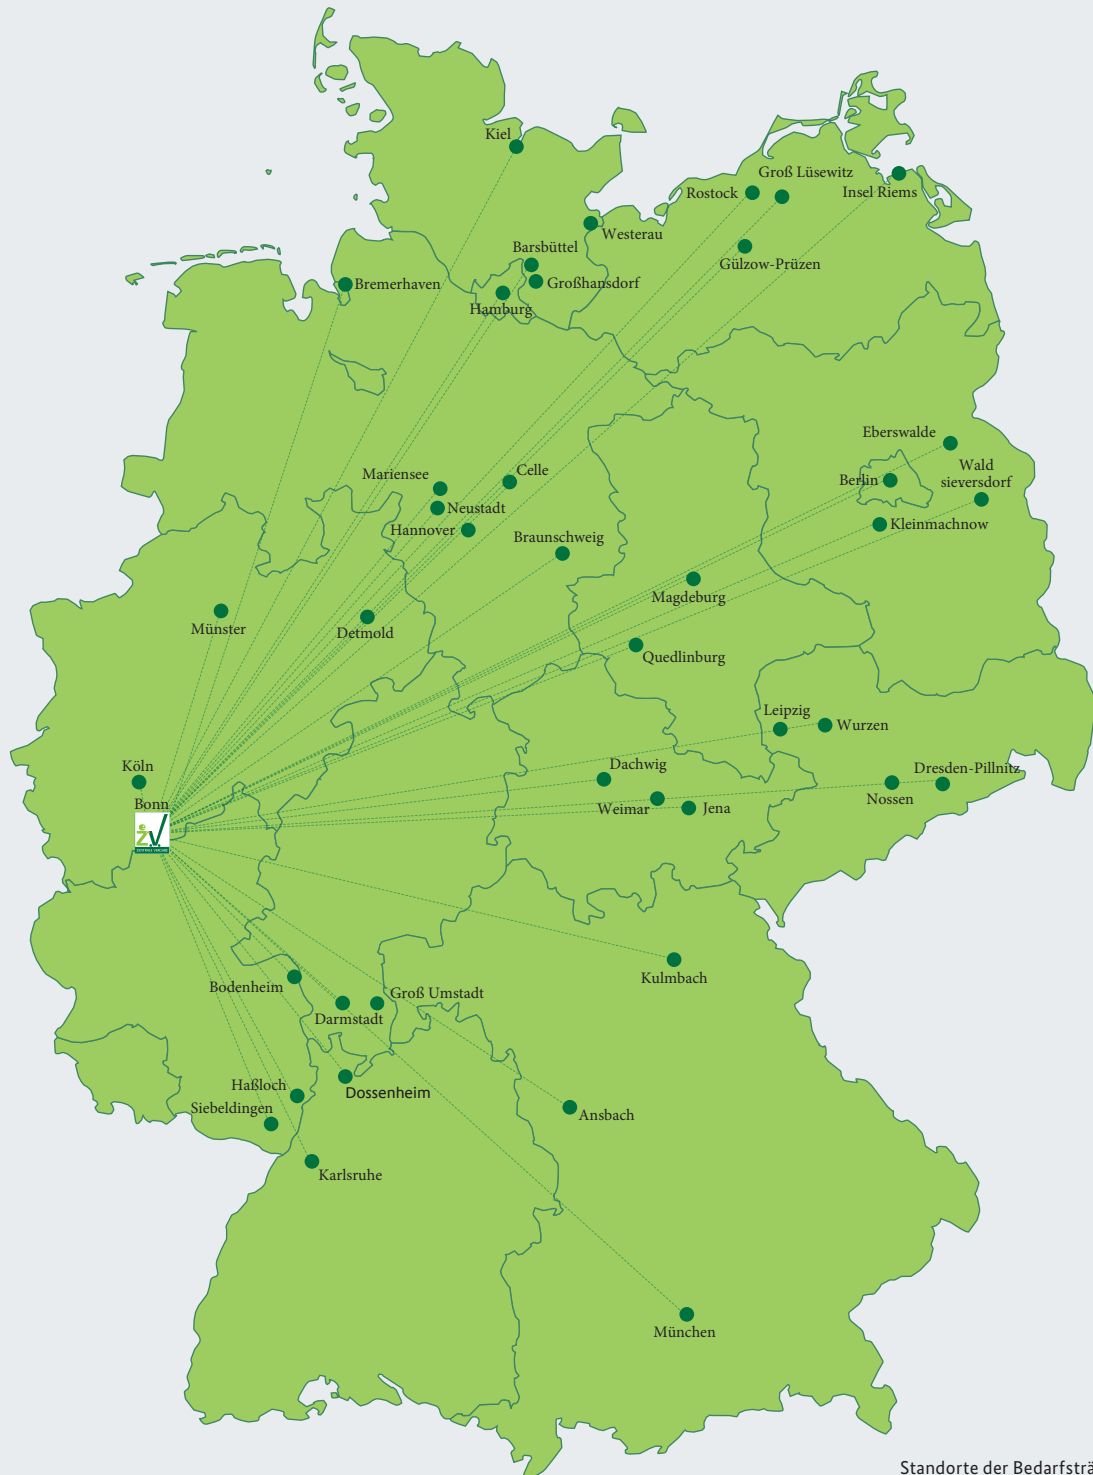 Kiel
Groß Lüsewitz
Rostock
Insel Riems
Westerau
Barsbüttel
Gülzow-Prüzen
Bremerhaven
Großhansdorf
Hamburg
Eberswalde
Wald
sieversdorf
Mariensee
Celle
Berlin
Neustadt
Kleinmachnow
Hannover
Braunschweig
Magdeburg
Münster
Detmold
Quedlinburg
Leipzig
Wurzen
Köln
Dachwig
Dresden-Pillnitz
Bonn
Weimar
Jena
Nossen
z.V.
Kulmbach
Bodenheim
Groß Umstadt
Darmstadt
Haßloch
Dossenheim
Siebeldingen
Ansbach
Karlsruhe
München
Standorte der Bedarfsträ